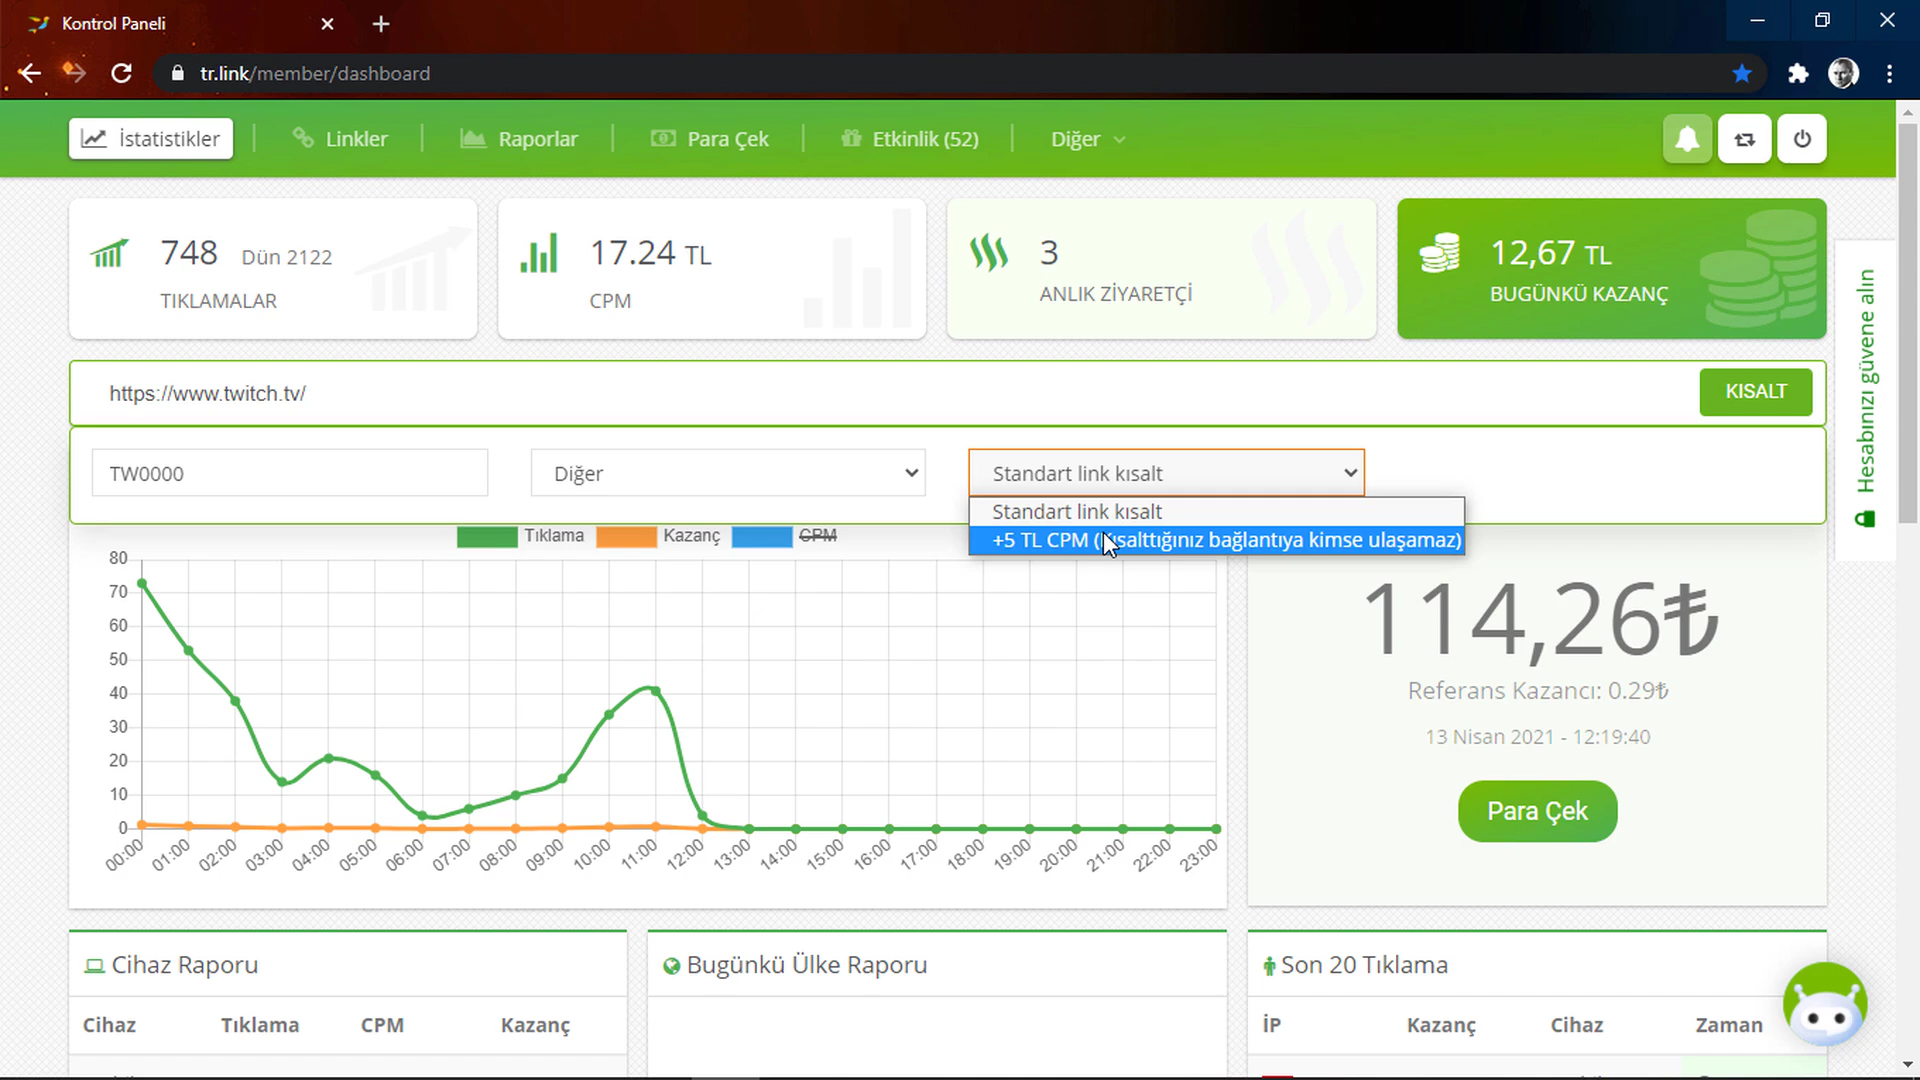 Kontrol Paneli
tr.link/member/dashboard
İstatistikler
Linkler
Raporlar
Para Çek
Etkinlik (52)
Diğer
748 Dün 2122
TIKLAMALAR
17.24 TL
CPM
3
ANLIK ZİYARETÇİ
12,67 TL
BUGÜNKÜ KAZANÇ
Hesabınızı güvene alın
https://www.twitch.tv/
KISALT
TW0000
Diğer
Standart link kısalt
Standart link kısalt
+5 TL CPM (Kısalttığınız bağlantıya kimse ulaşamaz)
Tıklama
Kazanç
CPM
80
70
60
50
40
30
20
10
0
00:00 01:00 02:00 03:00 04:00 05:00 06:00 07:00 08:00 09:00 10:00 11:00 12:00 13:00 14:00 15:00 16:00 17:00 18:00 19:00 20:00 21:00 22:00 23:00
114,26₺
Referans Kazancı: 0.29₺
13 Nisan 2021 - 12:19:40
Para Çek
Cihaz Raporu
Cihaz Tıklama CPM Kazanç
Bugünkü Ülke Raporu
Son 20 Tıklama
İP Kazanç Cihaz Zaman